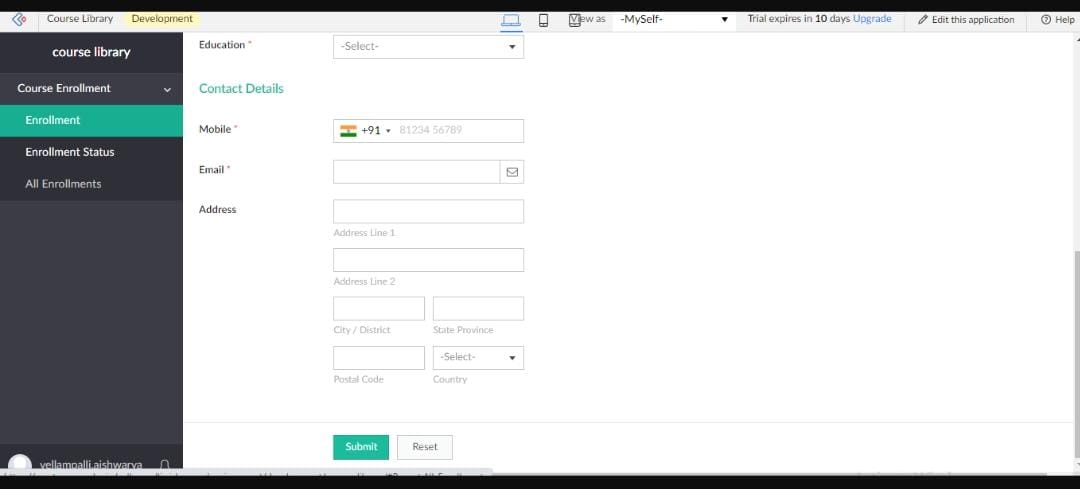 Course Library Development View as -MySelf- Trial expires in 10 days Upgrade Edit this application Help
course library
Course Enrollment
Enrollment
Enrollment Status
All Enrollments
Education *
-Select-
Contact Details
Mobile *
+91 81234 56789
Email *
Address
Address Line 1
Address Line 2
City / District State Province
-Select-
Postal Code Country
Submit Reset
vellampalli.aishwarya